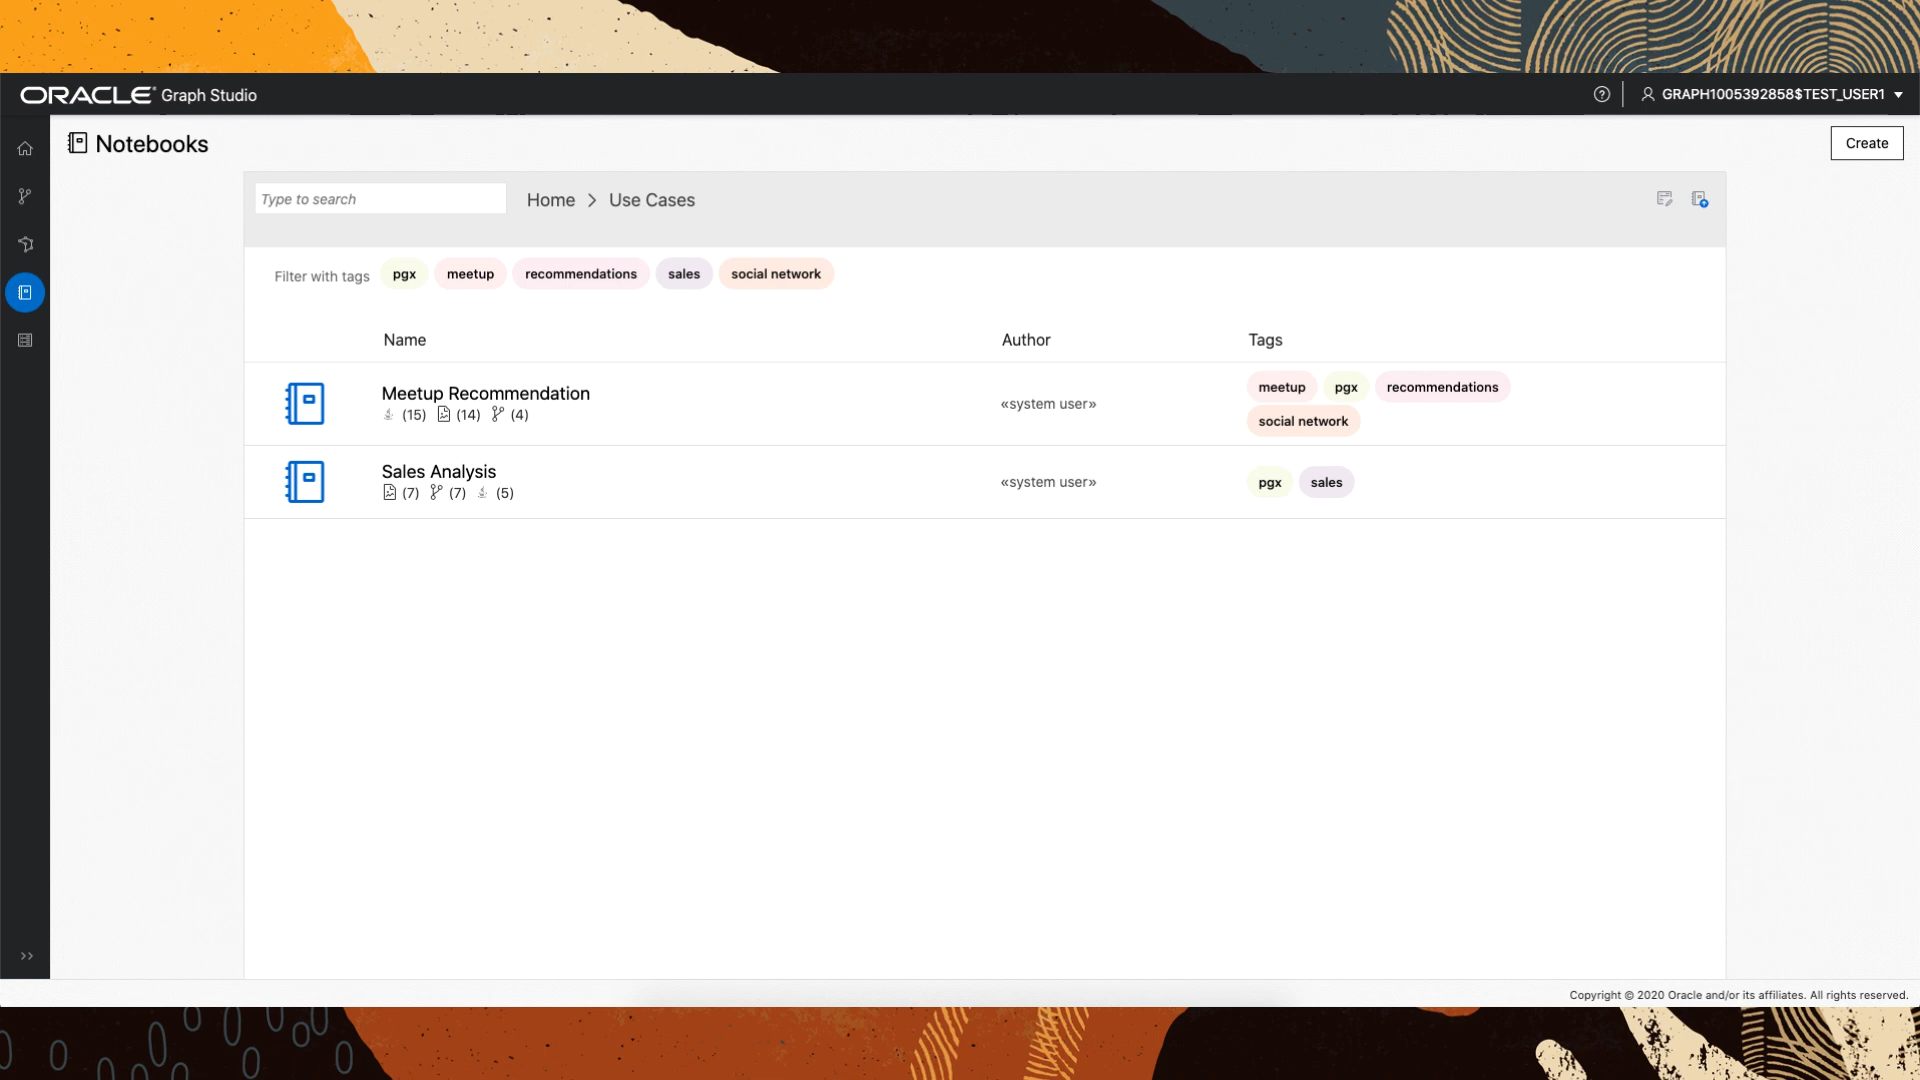 ORACLE® Graph Studio
GRAPH1005392858$TEST_USER1
Notebooks
Create
Type to search
Home > Use Cases
Filter with tags pgx meetup recommendations sales social network
Name Author Tags
Meetup Recommendation
(15) (14) (4)
«system user»
meetup pgx recommendations
social network
Sales Analysis
(7) (7) (5)
«system user»
pgx sales
Copyright © 2020 Oracle and/or its affiliates. All rights reserved.